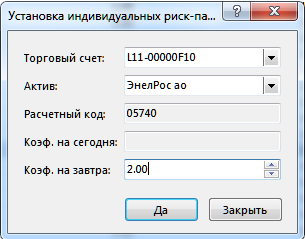 Установка индивидуальных риск-па...
Торговый счет: L11-00000F10
Актив: ЭнелРос ао
Расчетный код: 05740
Коэф. на сегодня:
Коэф. на завтра: 2.00
Да Закрыть